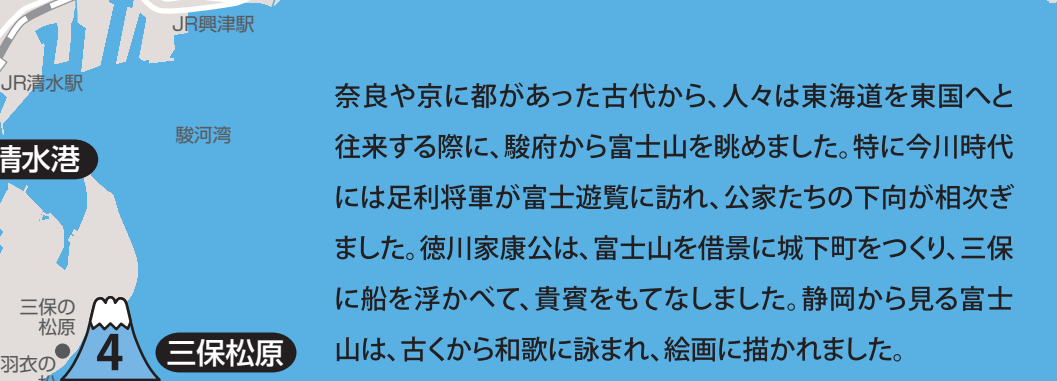 JR興津駅
JR清水駅
駿河湾
清水港
奈良や京に都があった古代から、人々は東海道を東国へと
往来する際に、駿府から富士山を眺めました。特に今川時代
には足利将軍が富士遊覧に訪れ、公家たちの下向が相次ぎ
ました。徳川家康公は、富士山を借景に城下町をつくり、三保
に船を浮かべて、貴賓をもてなしました。静岡から見る富士
山は、古くから和歌に詠まれ、絵画に描かれました。
三保の
松原
4
三保松原
羽衣の